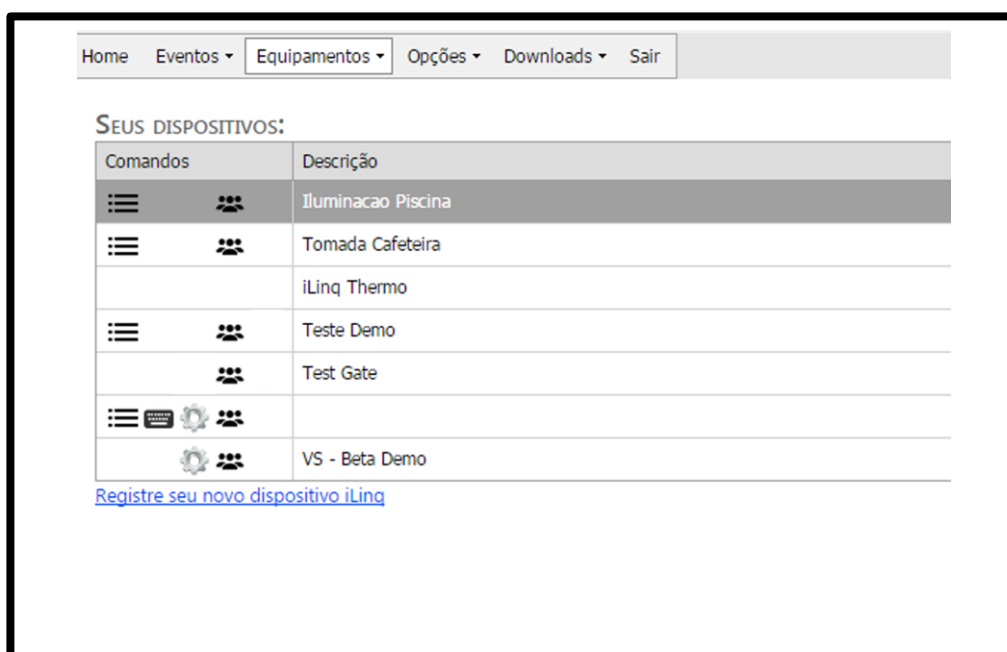 Home Eventos Equipamentos Opções Downloads Sair
SEUS DISPOSITIVOS:
Comandos Descrição
Iluminacao Piscina
Tomada Cafeteira
iLinq Thermo
Teste Demo
Test Gate
VS - Beta Demo
Registre seu novo dispositivo iLinq